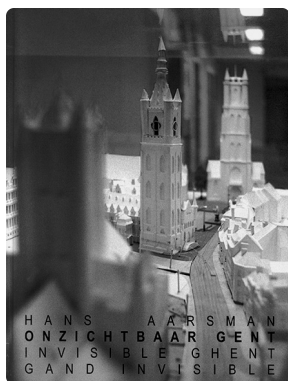 HANS AARSMAN
ONZICHTBAAR GENT
INVISIBLE GHENT
GAND INVISIBLE